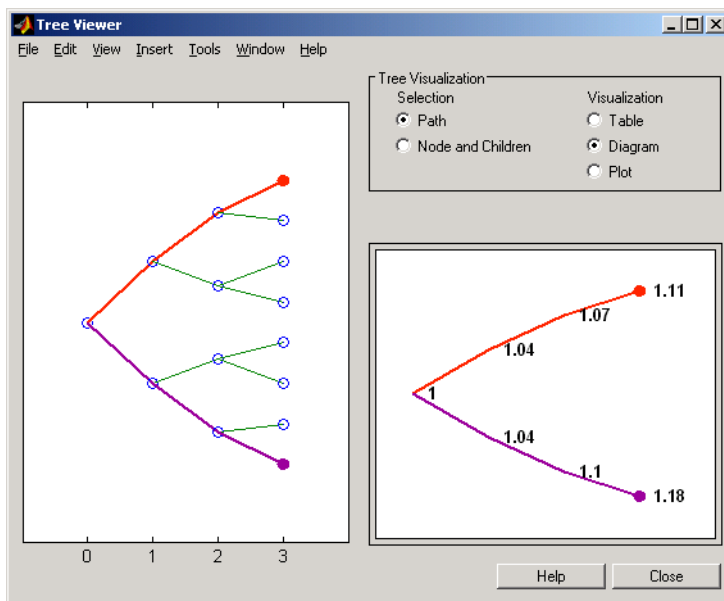 Tree Viewer
File Edit View Insert Tools Window Help
Tree Visualization
Selection Visualization
Path Table
Node and Children Diagram
Plot
1.11
1.07
1.04
1
1.04
1.1
1.18
0 1 2 3
Help Close